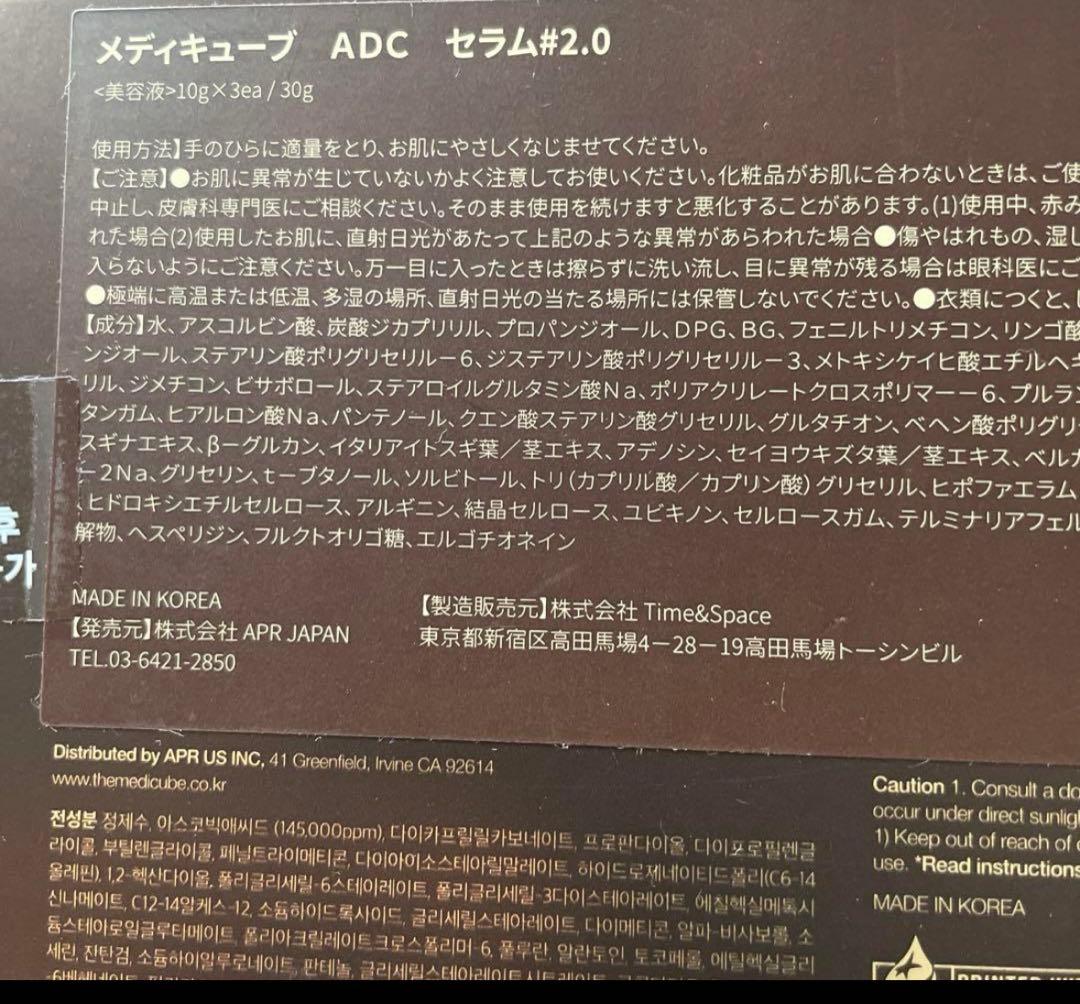 メディキューブ　ADC　セラム#2.0
<美容液>10g×3ea / 30g
使用方法】手のひらに適量をとり、お肌にやさしくなじませてください。
【ご注意】●お肌に異常が生じていないかよく注意してお使いください。化粧品がお肌に合わないときは、ご使
中止し、皮膚科専門医にご相談ください。そのまま使用を続けますと悪化することがあります。(1)使用中、赤み
れた場合(2)使用したお肌に、直射日光があたって上記のような異常があらわれた場合●傷やはれもの、湿し
入らないようにご注意ください。万一目に入ったときは擦らずに洗い流し、目に異常が残る場合は眼科医にご
●極端に高温または低温、多湿の場所、直射日光の当たる場所には保管しないでください。●衣類につくと、
【成分】水、アスコルビン酸、炭酸ジカプリリル、プロパンジオール、DPG、BG、フェニルトリメチコン、リンゴ酸
ンジオール、ステアリン酸ポリグリセリル－6、ジステアリン酸ポリグリセリル－3、メトキシケイヒ酸エチルヘキ
リル、ジメチコン、ビサボロール、ステアロイルグルタミン酸Na、ポリアクリレートクロスポリマー－6、プルラン
タンガム、ヒアルロン酸Na、パンテノール、クエン酸ステアリン酸グリセリル、グルタチオン、ベヘン酸ポリグリ
スギナエキス、β－グルカン、イタリアイトスギ葉／茎エキス、アデノシン、セイヨウキズタ葉／茎エキス、ベルガ
－2Na、グリセリン、t－ブタノール、ソルビトール、トリ（カプリル酸／カプリン酸）グリセリル、ヒポファエラム
、ヒドロキシエチルセルロース、アルギニン、結晶セルロース、ユビキノン、セルロースガム、テルミナリアフェル
解物、ヘスペリジン、フルクトオリゴ糖、エルゴチオネイン
후
가
MADE IN KOREA
【発売元】株式会社 APR JAPAN
TEL.03-6421-2850
【製造販売元】株式会社 Time&Space
東京都新宿区高田馬場4－28－19高田馬場トーシンビル
Distributed by APR US INC, 41 Greenfield, Irvine CA 92614
www.themedicube.co.kr
전성분 정제수, 아스코빅애씨드 (145,000ppm), 다이카프릴릴카보네이트, 프로판다이올, 다이프로필렌글
라이콜, 부틸렌글라이콜, 페닐트라이메티콘, 다이아이소스테아릴말레이트, 하이드로제네이티드폴리(C6-14
올레핀), 1,2-헥산다이올, 폴리글리세릴-6스테아레이트, 폴리글리세릴-3다이스테아레이트, 에칠헥실메톡시
신나메이트, C12-14알케스-12, 소듐하이드록사이드, 글리세릴스테아레이트, 다이메티콘, 알파-비사보롤, 소
듐스테아로일글루타메이트, 폴리아크릴레이트크로스폴리머-6, 풀루란, 알란토인, 토코페롤, 에틸헥실글리
세린, 잔탄검, 소듐하이알루로네이트, 판테놀, 글리세릴스테아레이트시트레이트,
Caution 1. Consult a do
occur under direct sunlig
1) Keep out of reach of c
use. *Read instructions
MADE IN KOREA